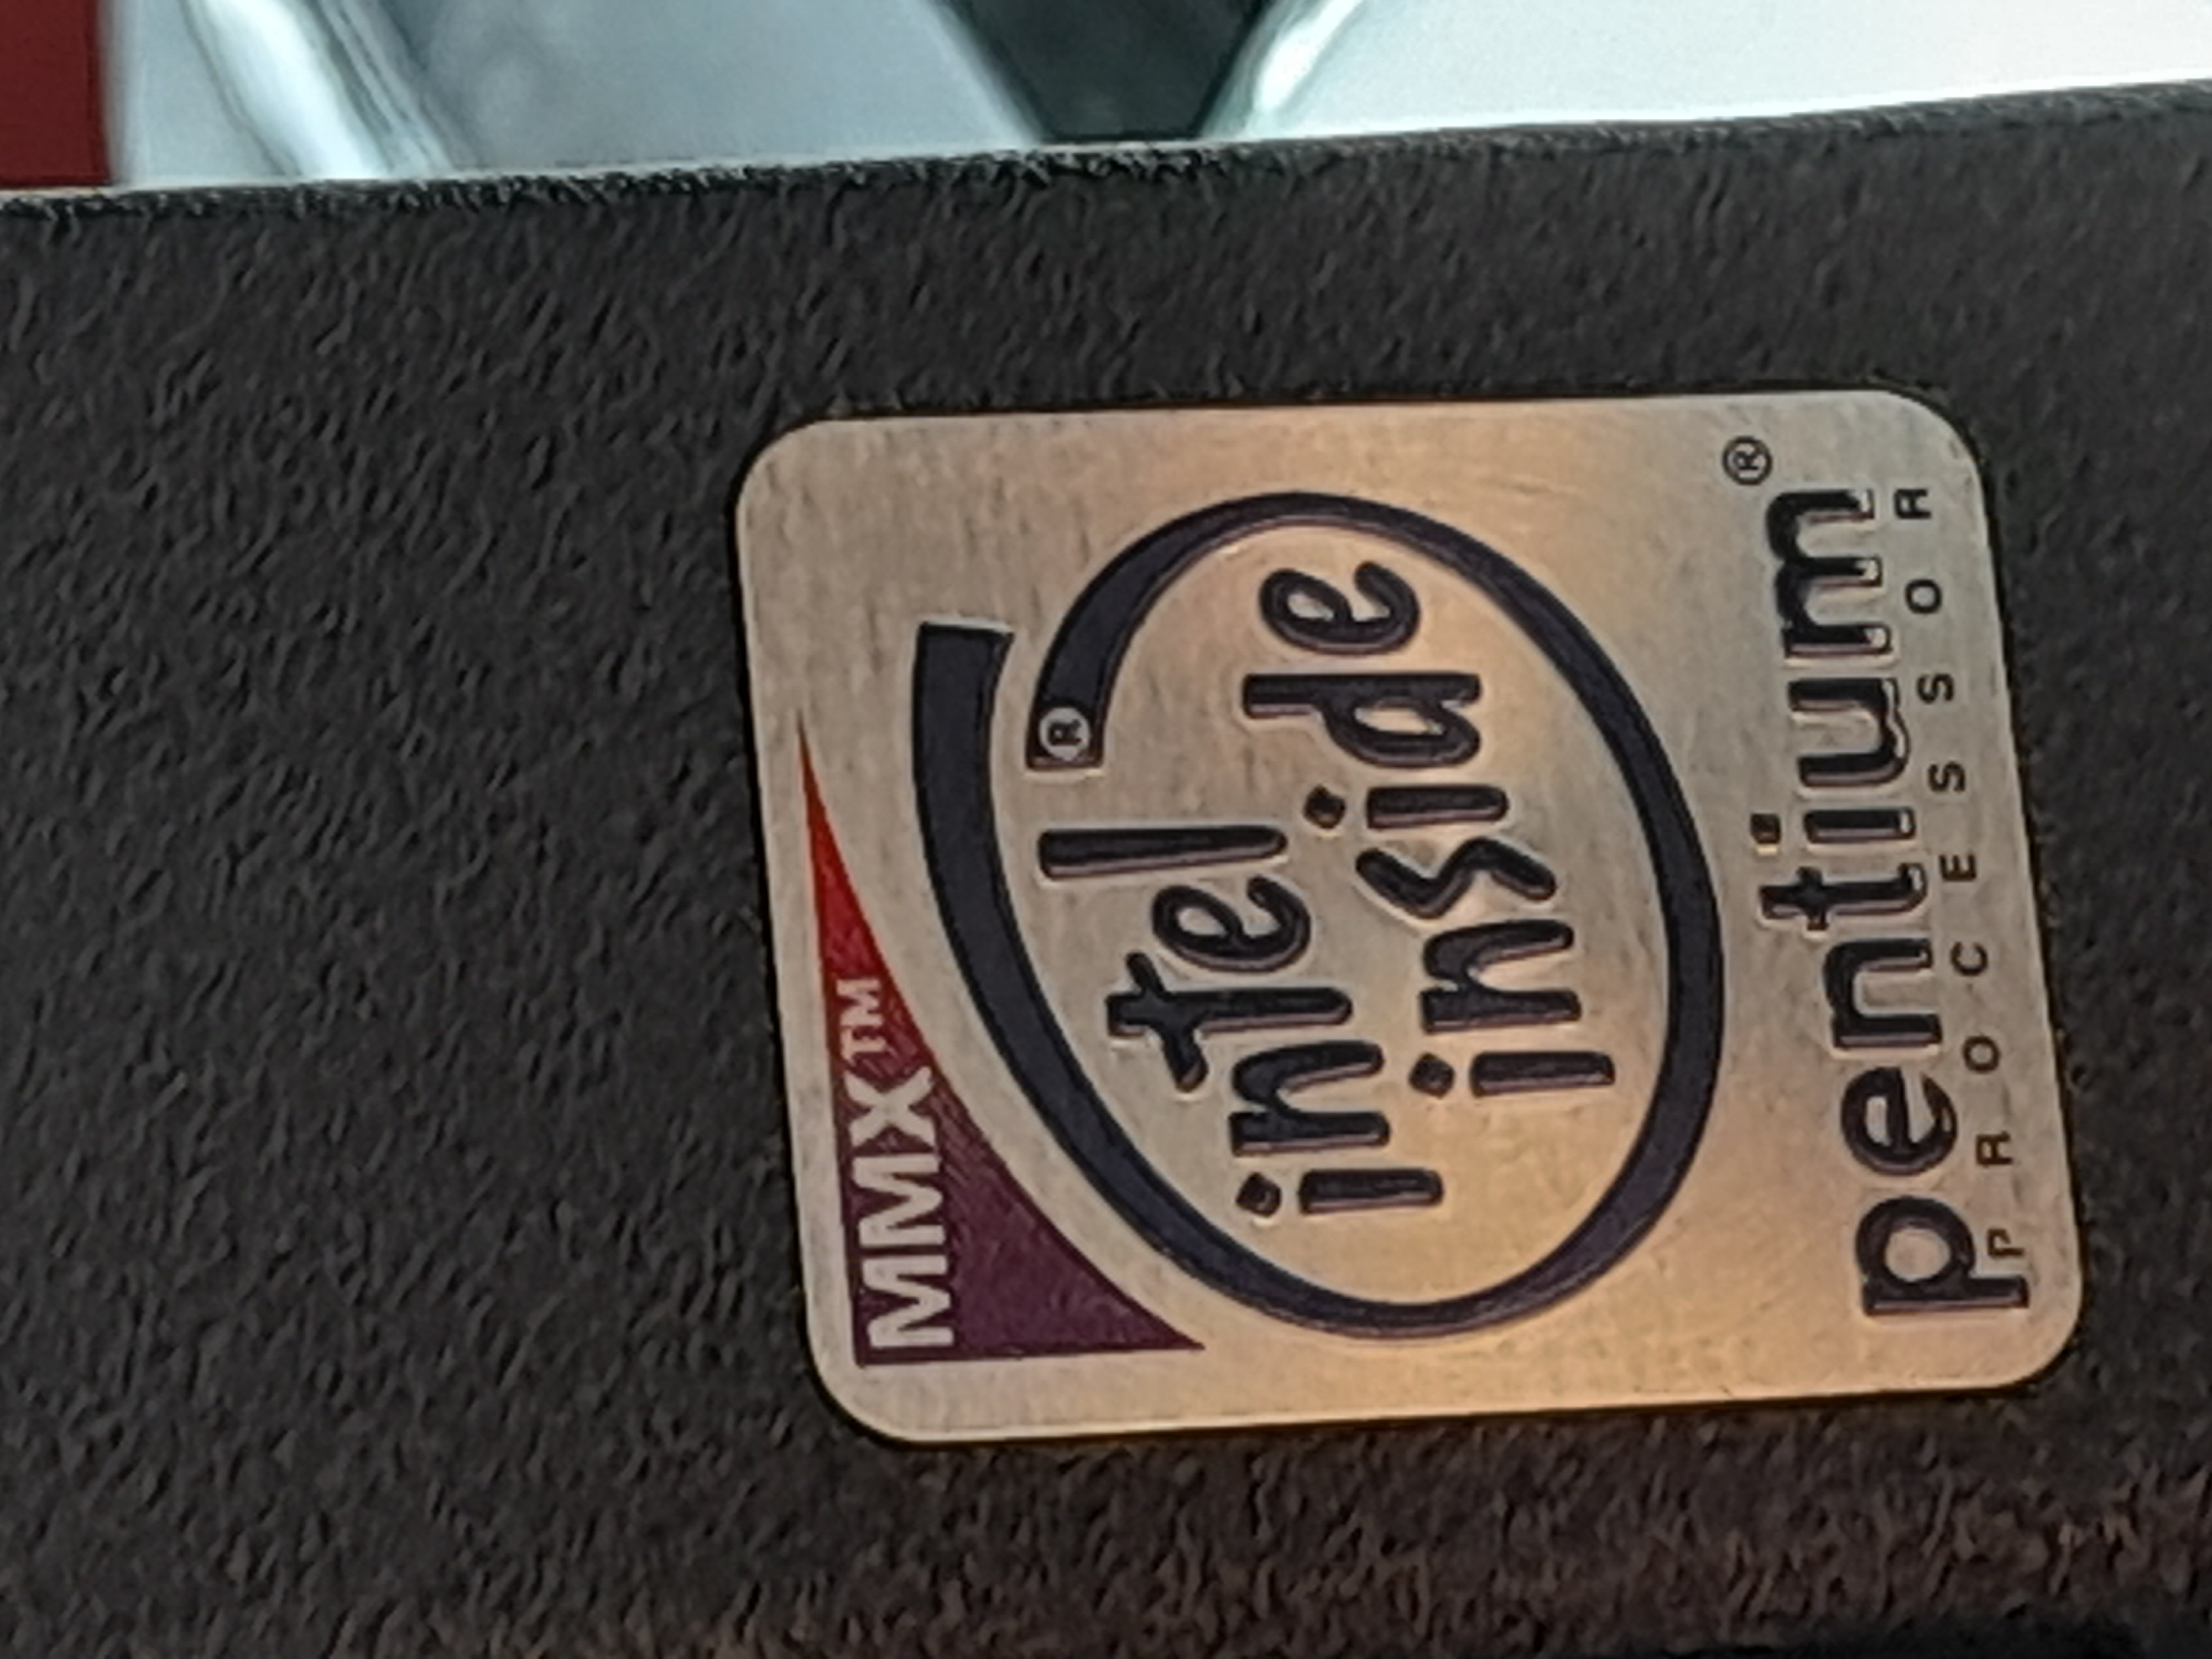 MMX™
®
intel
inside
pentium®
PROCESSOR